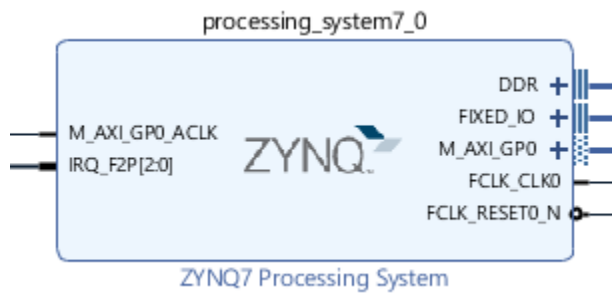 processing_system7_0
DDR
FIXED_IO
M_AXI_GP0_ACLK
M_AXI_GP0
IRQ_F2P[2:0]
ZYNQ
FCLK_CLK0
FCLK_RESET0_N
ZYNQ7 Processing System